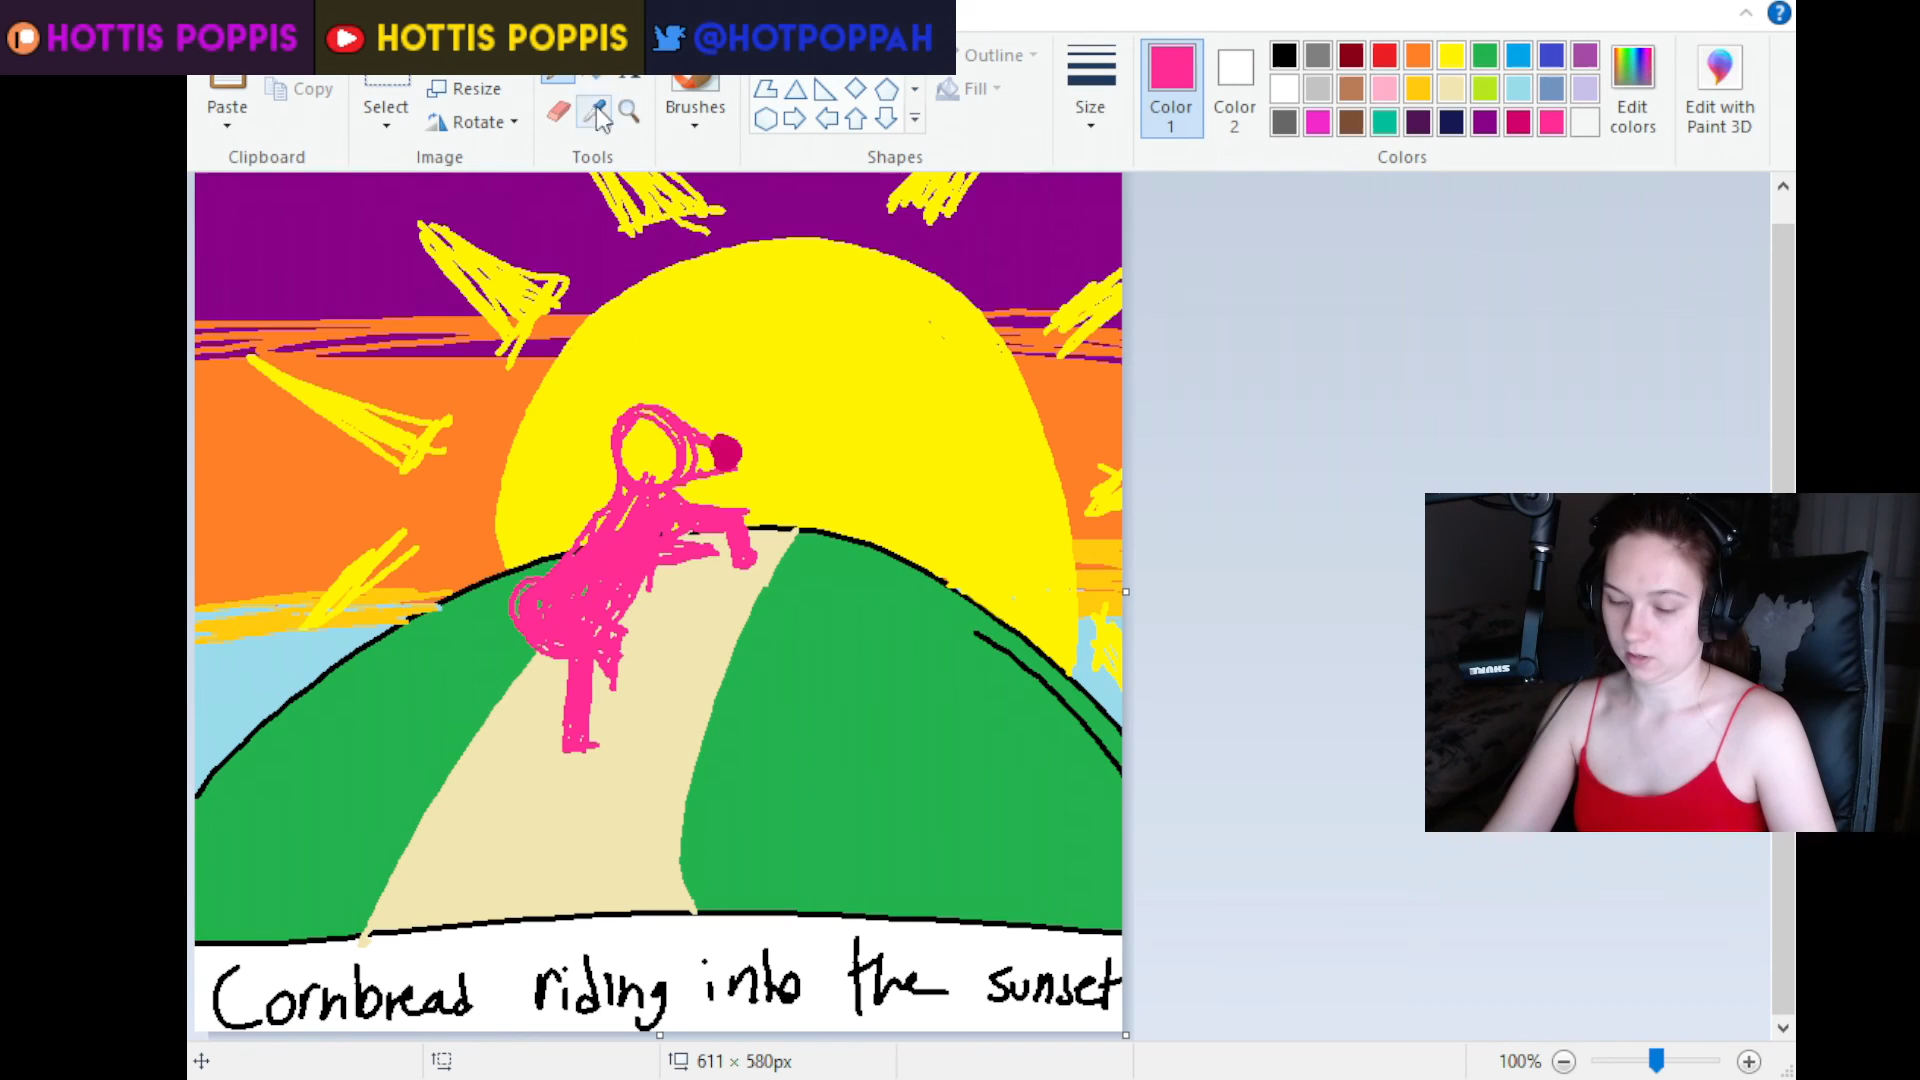 HOTTIS POPPIS HOTTIS POPPIS @HOTPOPPAH
Outline
Copy Resize Fill
Paste Select Rotate Brushes Size Color 1 Color 2 Edit colors Edit with Paint 3D
Clipboard Image Tools Shapes Colors
SHURE
Cornbread riding into the sunset
611 × 580px 100%